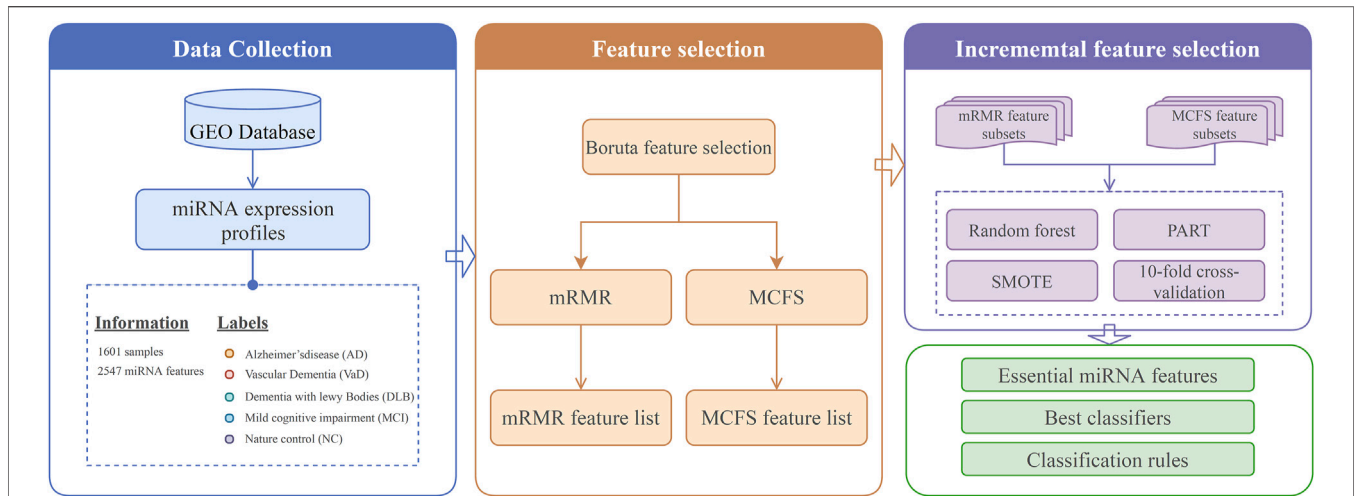 Data Collection
GEO Database
miRNA expression
profiles
Information
1601 samples
2547 miRNA features
Labels
Alzheimer'sdisease (AD)
Vascular Dementia (VaD)
Dementia with lewy Bodies (DLB)
Mild cognitive impairment (MCI)
Nature control (NC)
Feature selection
Boruta feature selection
mRMR
MCFS
mRMR feature list
MCFS feature list
Incrememtal feature selection
mRMR feature
subsets
MCFS feature
subsets
Random forest
PART
SMOTE
10-fold cross-
validation
Essential miRNA features
Best classifiers
Classification rules